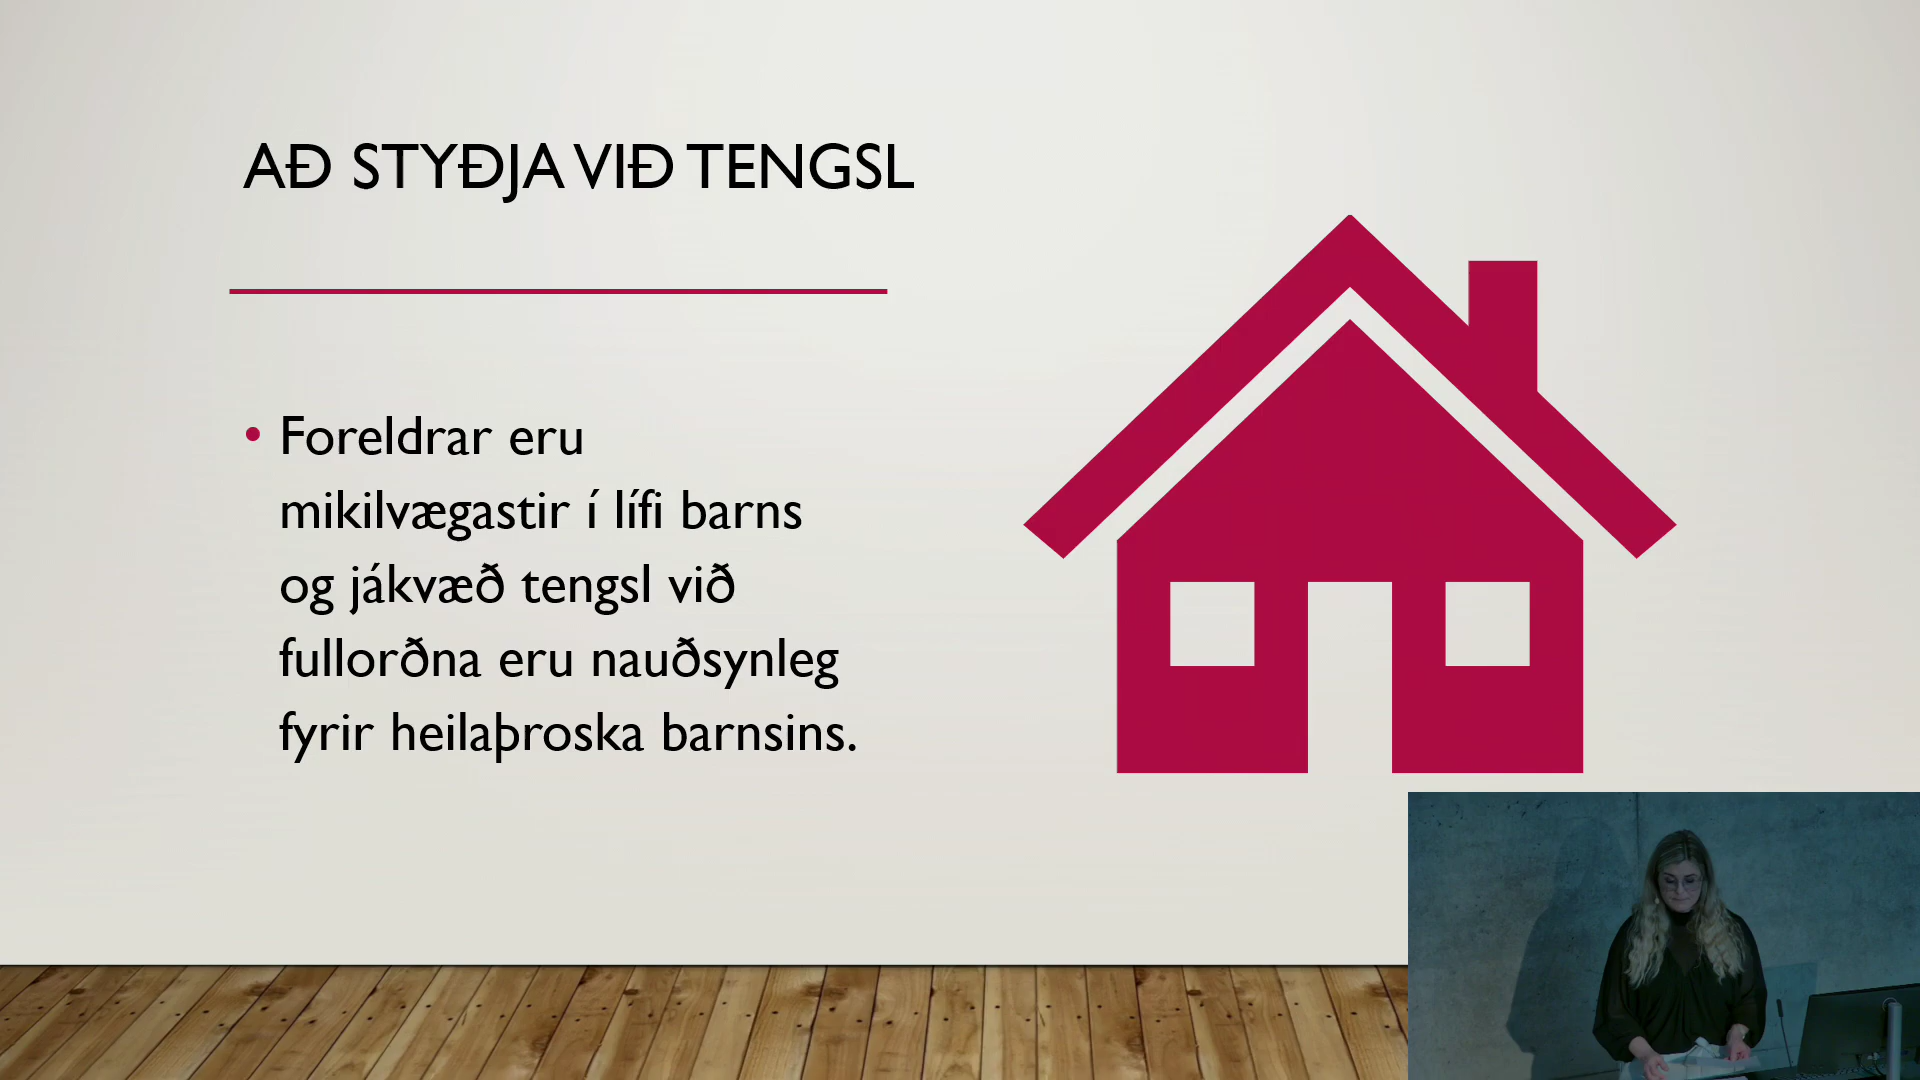 AÐ STYÐJA VIÐ TENGSL
• Foreldrar eru
mikilvægastir í lífi barns
og jákvæð tengsl við
fullorðna eru nauðsynleg
fyrir heilaþroska barnsins.